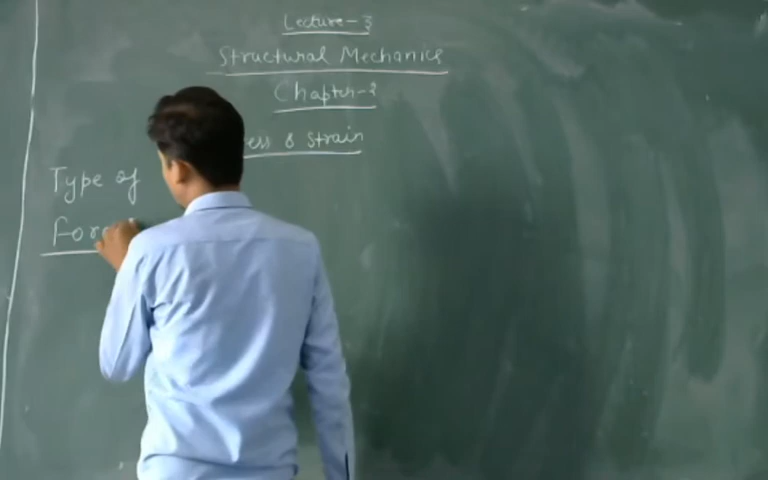 Lecture-3
Structural Mechanics
Chapter-2
ess & Strain
Type of
For